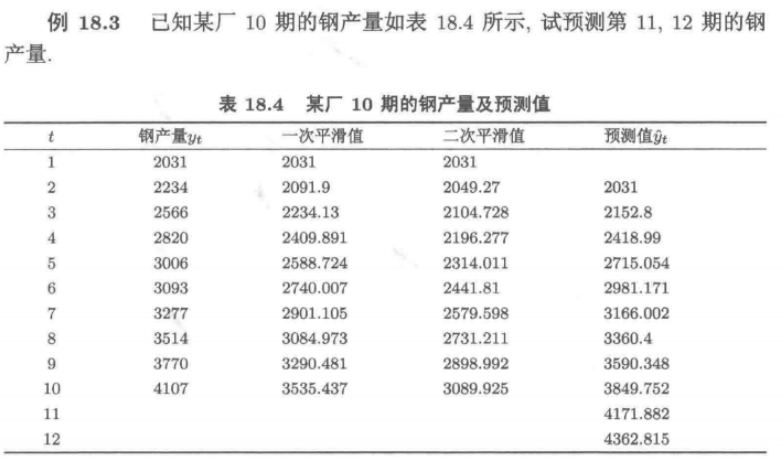 例 18.3 已知某厂 10 期的钢产量如表 18.4 所示, 试预测第 11, 12 期的钢
产量.
表 18.4 某厂 10 期的钢产量及预测值
t 钢产量yt 一次平滑值 二次平滑值 预测值ŷt
1 2031 2031 2031
2 2234 2091.9 2049.27 2031
3 2566 2234.13 2104.728 2152.8
4 2820 2409.891 2196.277 2418.99
5 3006 2588.724 2314.011 2715.054
6 3093 2740.007 2441.81 2981.171
7 3277 2901.105 2579.598 3166.002
8 3514 3084.973 2731.211 3360.4
9 3770 3290.481 2898.992 3590.348
10 4107 3535.437 3089.925 3849.752
11 4171.882
12 4362.815